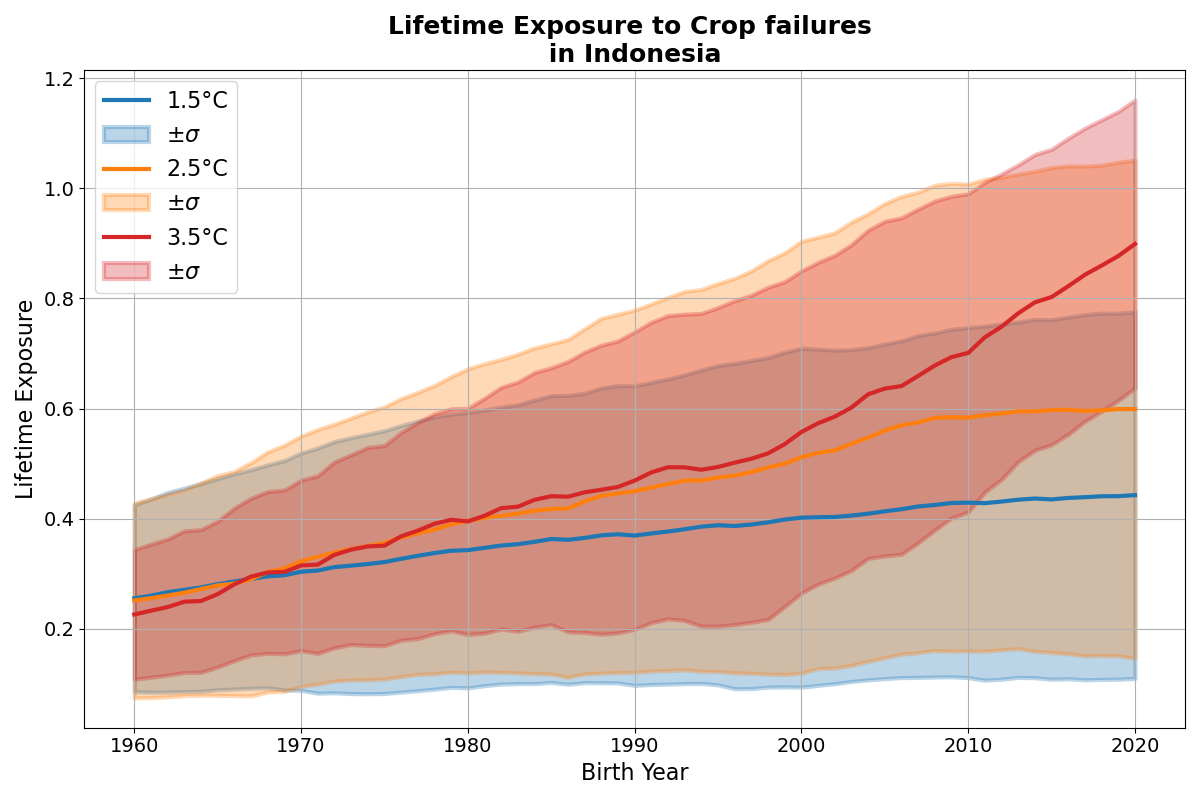 Lifetime Exposure to Crop failures
in Indonesia
1.5°C
±σ
2.5°C
±σ
3.5°C
±σ
Lifetime Exposure
1.2
1.0
0.8
0.6
0.4
0.2
1960 1970 1980 1990 2000 2010 2020
Birth Year